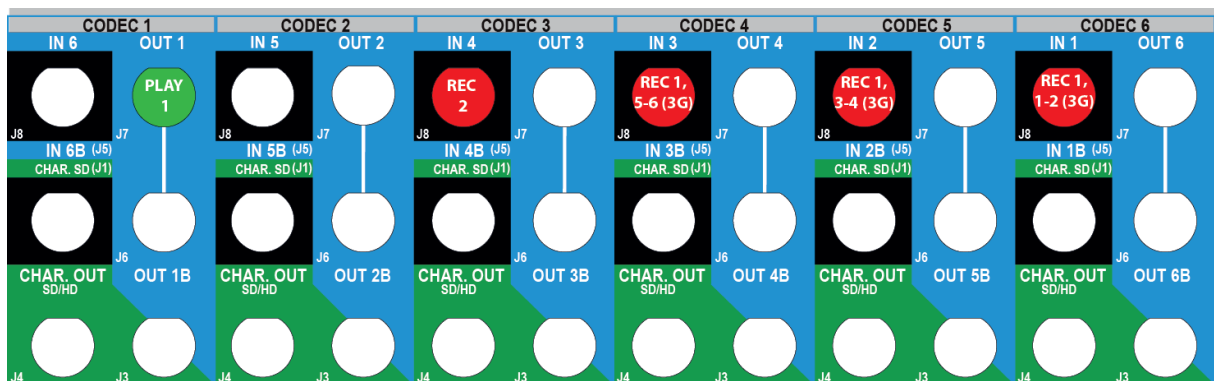 CODEC 1 CODEC 2 CODEC 3 CODEC 4 CODEC 5 CODEC 6
IN 6 OUT 1 IN 5 OUT 2 IN 4 OUT 3 IN 3 OUT 4 IN 2 OUT 5 IN 1 OUT 6
PLAY 1 REC 2 REC 1, 5-6 (3G) REC 1, 3-4 (3G) REC 1, 1-2 (3G)
J8 J7 J8 J7 J8 J7 J8 J7 J8 J7 J8 J7
IN 6B (J5) IN 5B (J5) IN 4B (J5) IN 3B (J5) IN 2B (J5) IN 1B (J5)
CHAR. SD (J1) CHAR. SD (J1) CHAR. SD (J1) CHAR. SD (J1) CHAR. SD (J1) CHAR. SD (J1)
J6 J6 J6 J6 J6 J6
CHAR. OUT OUT 1B CHAR. OUT OUT 2B CHAR. OUT OUT 3B CHAR. OUT OUT 4B CHAR. OUT OUT 5B CHAR. OUT OUT 6B
SD/HD SD/HD SD/HD SD/HD SD/HD SD/HD
J4 J3 J4 J3 J4 J3 J4 J3 J4 J3 J4 J3